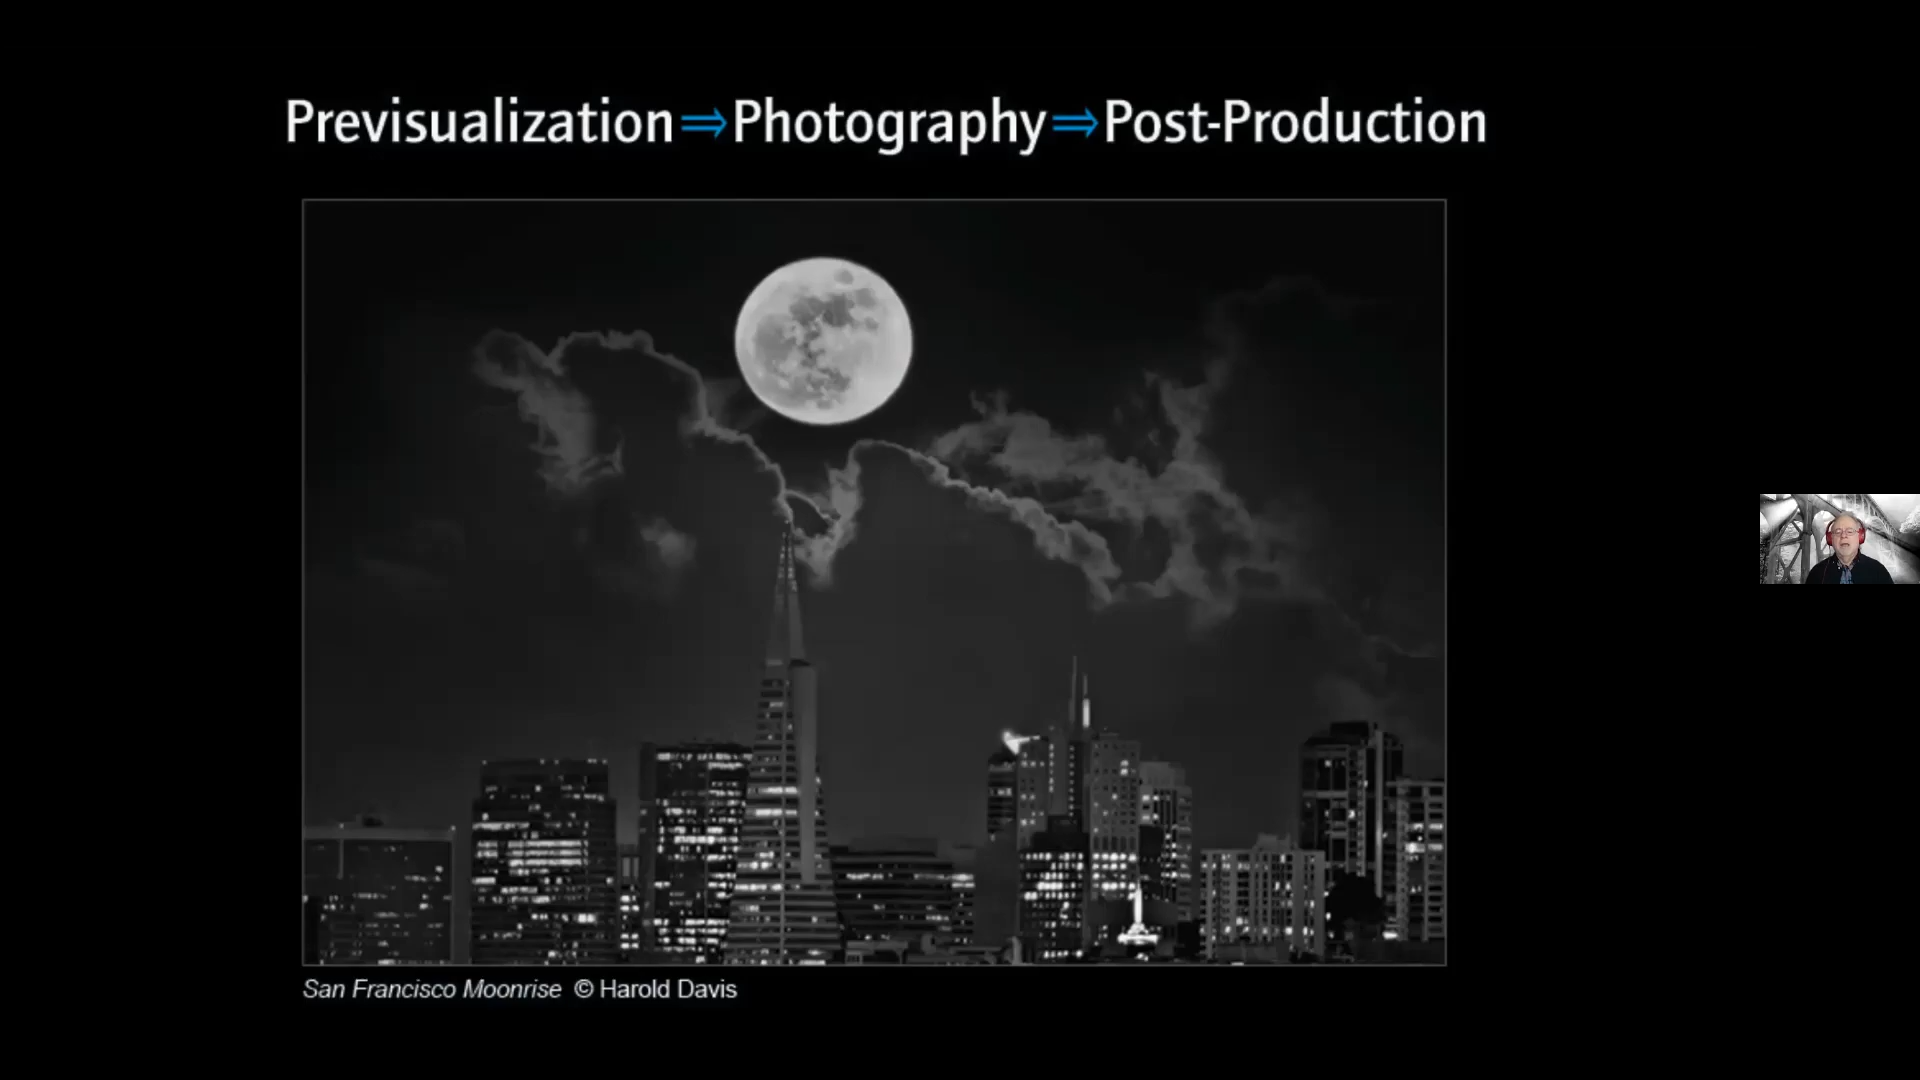 Previsualization⇒Photography⇒Post-Production
San Francisco Moonrise © Harold Davis